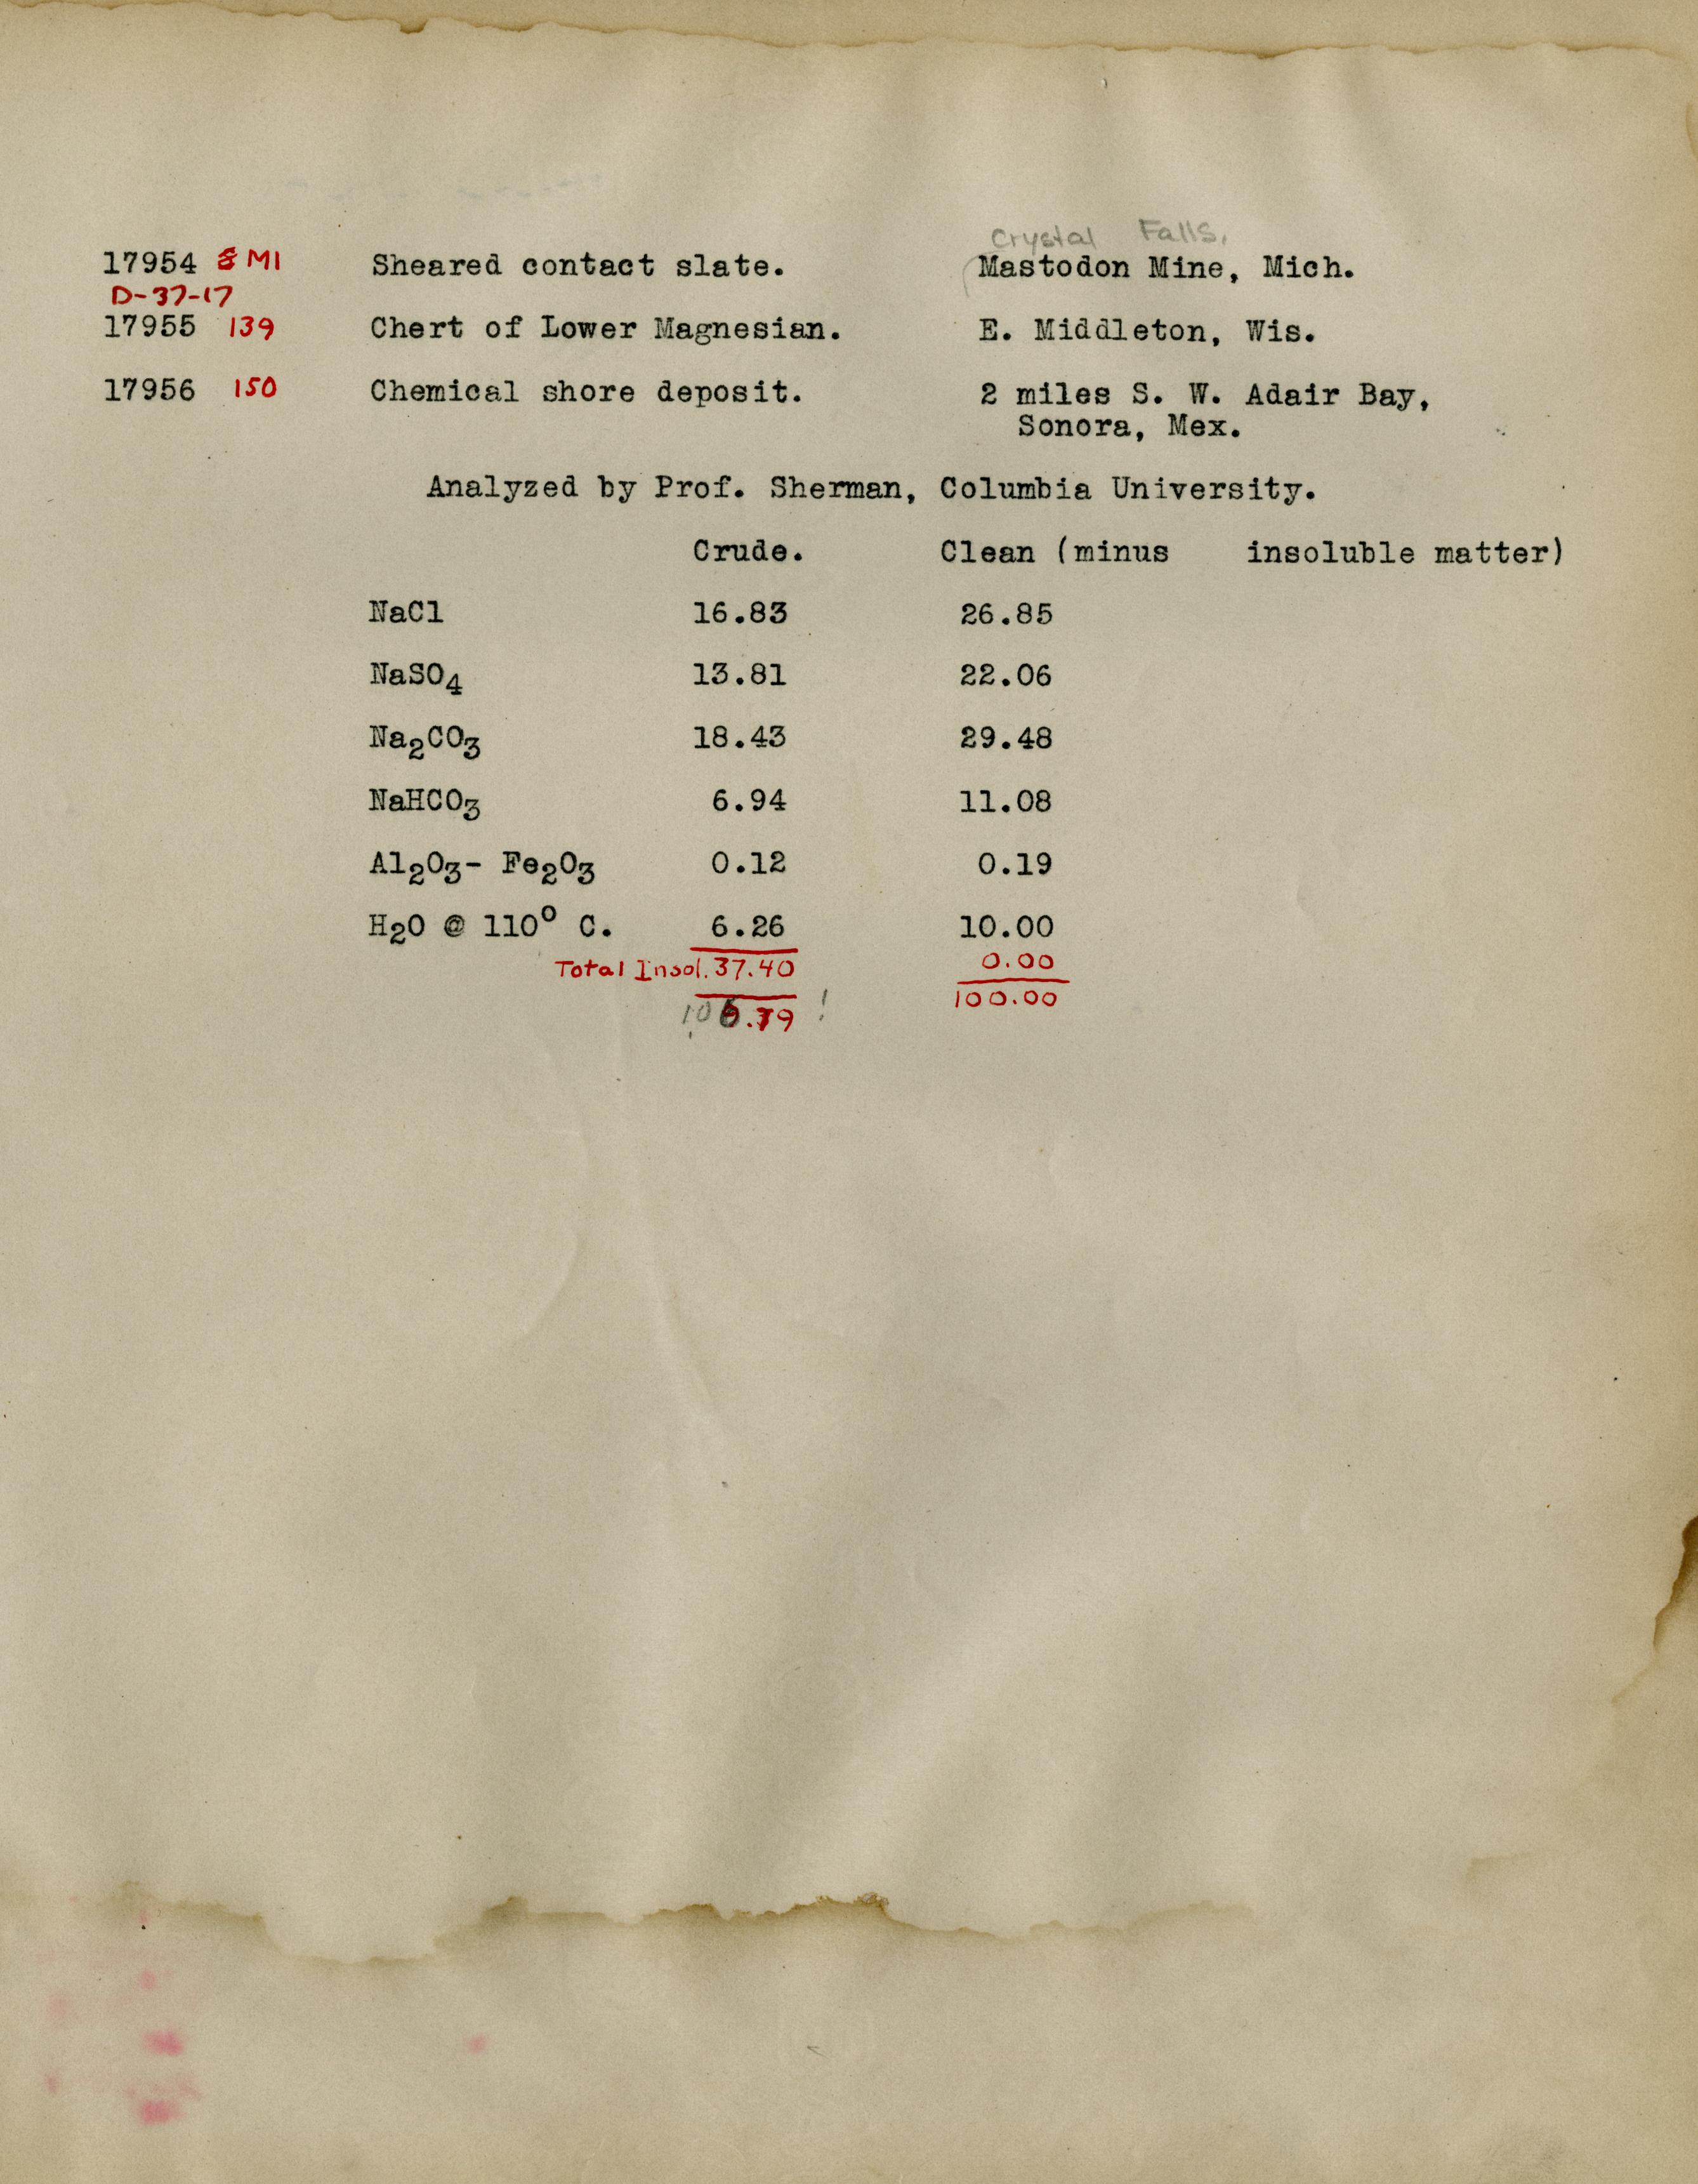 Crystal Falls,
17954 8 M1 Sheared contact slate. Mastodon Mine, Mich.
D-37-17
17955 139 Chert of Lower Magnesian. E. Middleton, Wis.
17956 150 Chemical shore deposit. 2 miles S. W. Adair Bay,
Sonora, Mex.
Analyzed by Prof. Sherman, Columbia University.
Crude. Clean (minus insoluble matter)
NaCl 16.83 26.85
NaSO₄ 13.81 22.06
Na₂CO₃ 18.43 29.48
NaHCO₃ 6.94 11.08
Al₂O₃- Fe₂O₃ 0.12 0.19
H₂O @ 110° C. 6.26 10.00
Total Insol. 37.40 0.00
100.00